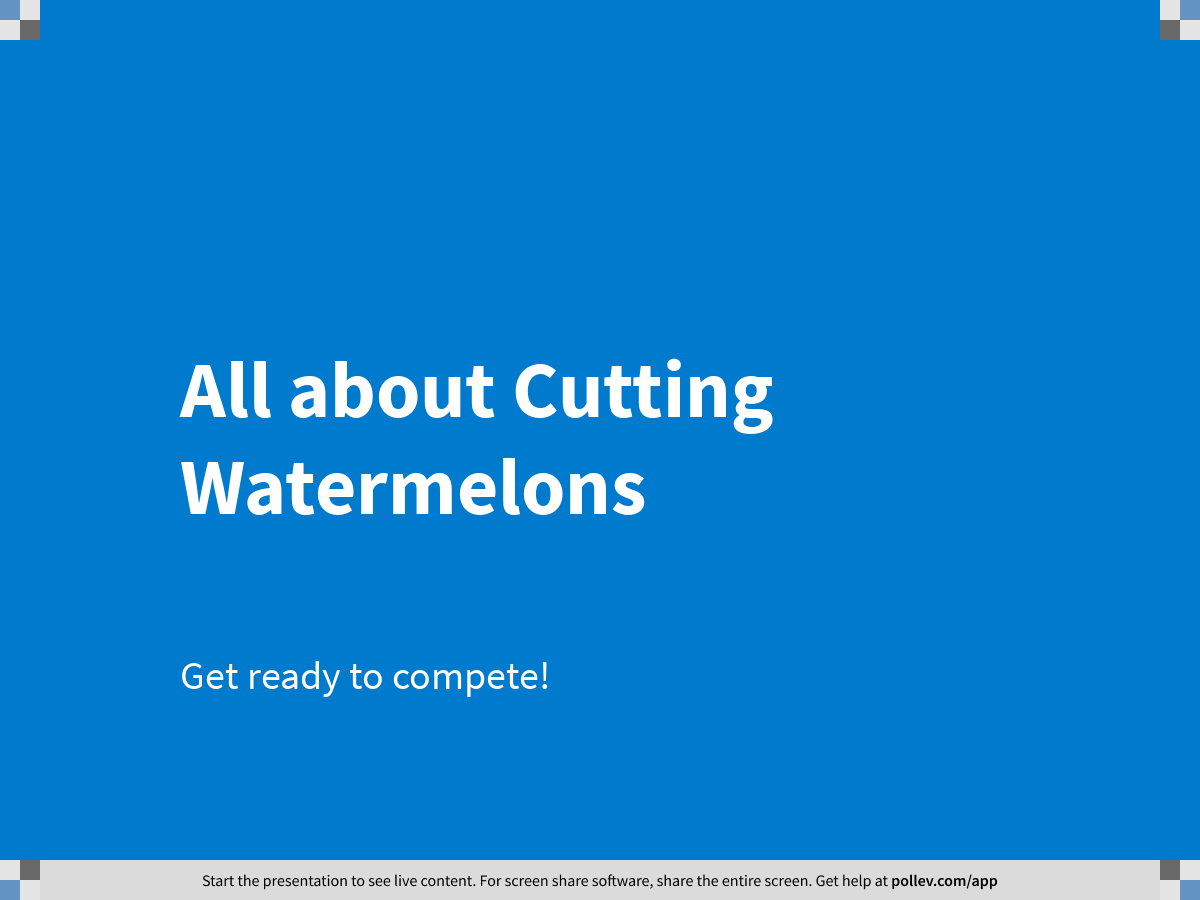 All about Cutting
Watermelons
Get ready to compete!
Start the presentation to see live content. For screen share software, share the entire screen. Get help at pollev.com/app